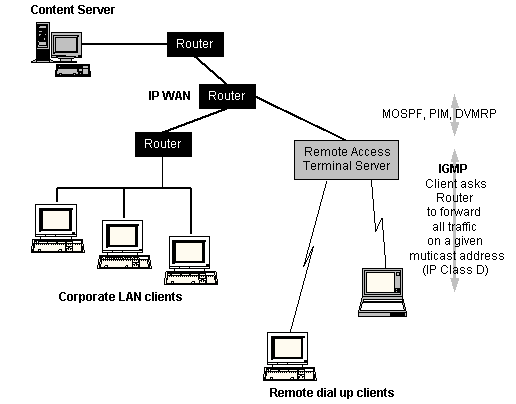 Content Server
Router
IP WAN
Router
Router
MOSPF, PIM, DVMRP
Remote Access
Terminal Server
IGMP
Client asks
Router
to forward
all traffic
on a given
muticast address
(IP Class D)
Corporate LAN clients
Remote dial up clients